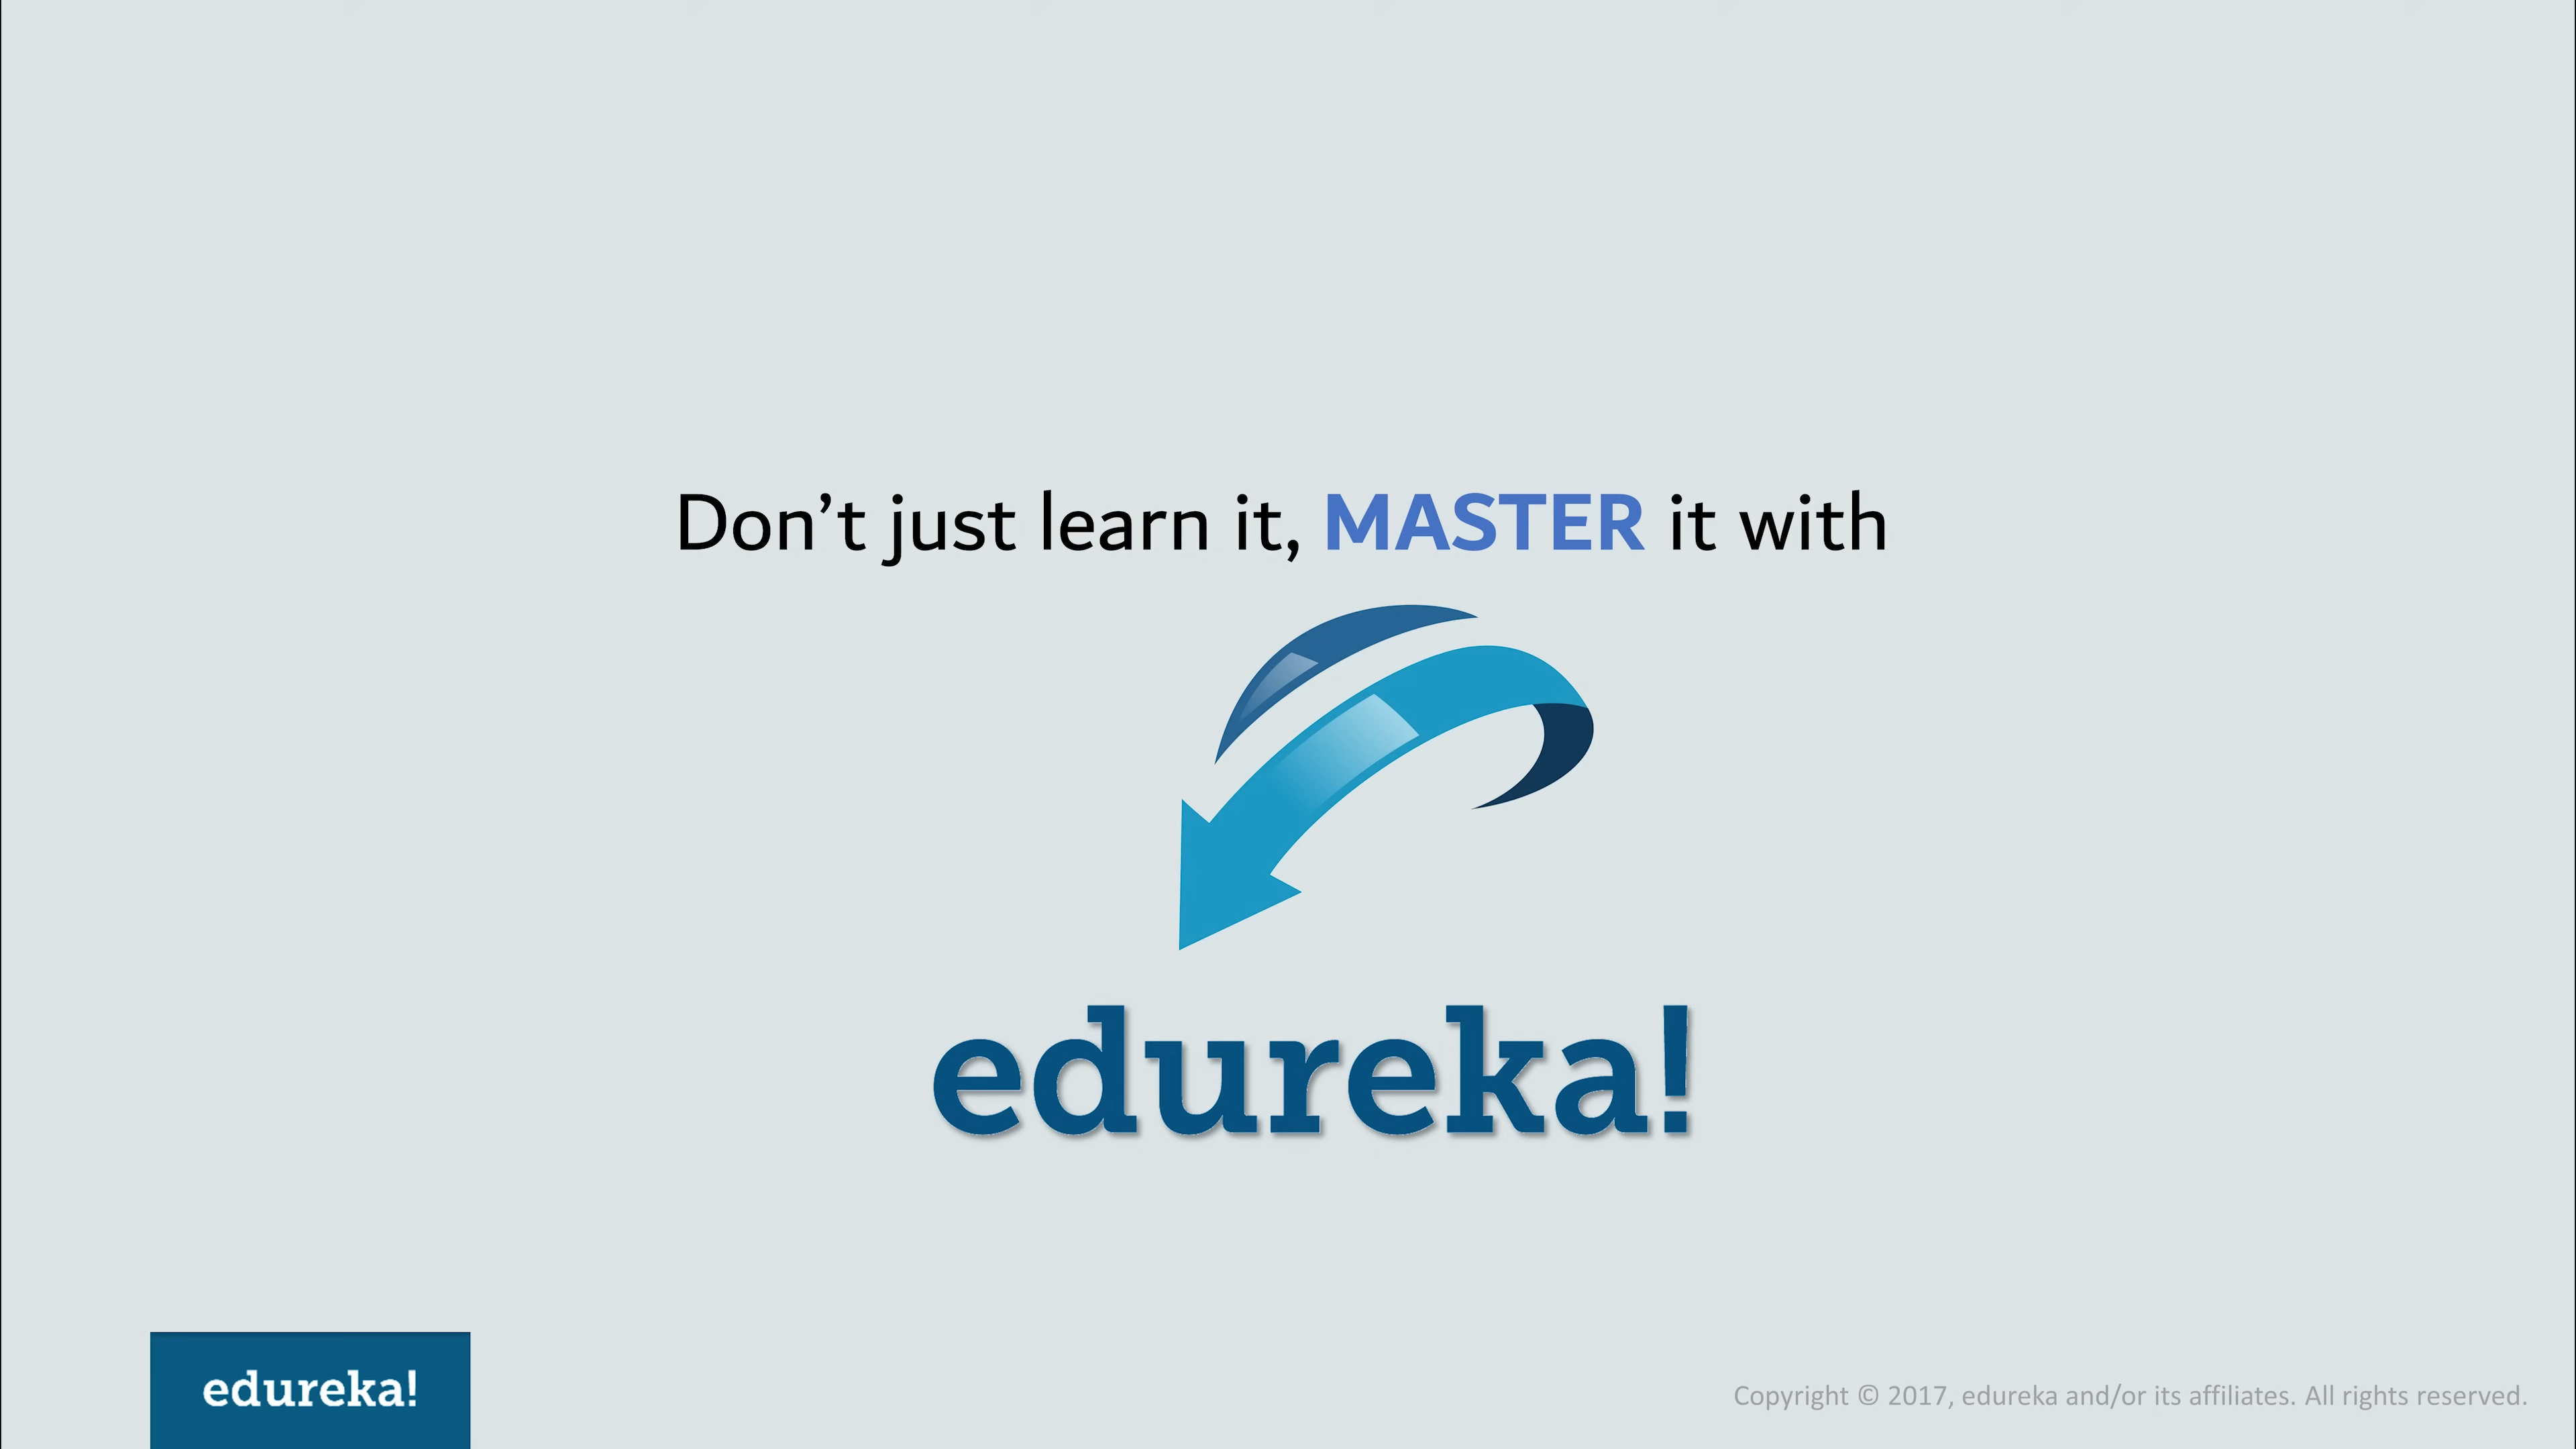 Don’t just learn it, MASTER it with
edureka!
edureka!
Copyright © 2017, edureka and/or its affiliates. All rights reserved.